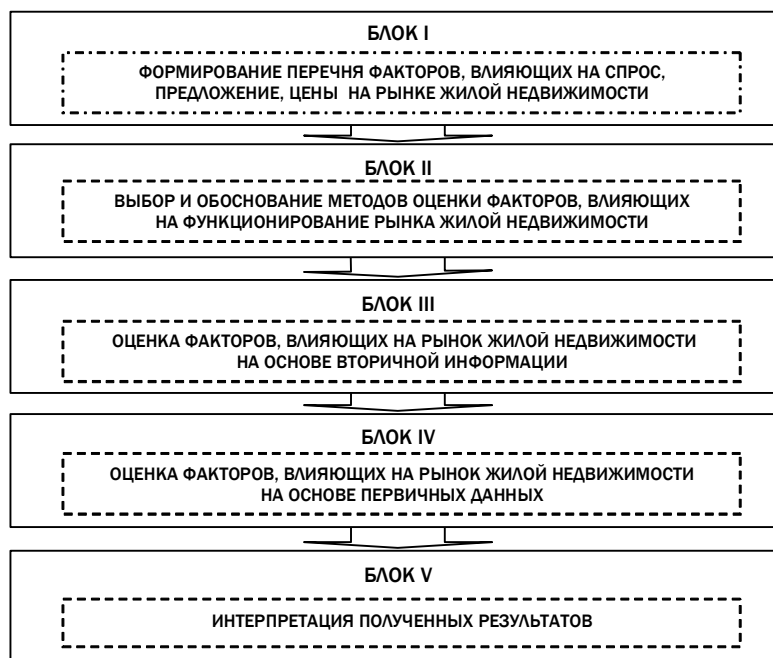 БЛОК I
ФОРМИРОВАНИЕ ПЕРЕЧНЯ ФАКТОРОВ, ВЛИЯЮЩИХ НА СПРОС,
ПРЕДЛОЖЕНИЕ, ЦЕНЫ НА РЫНКЕ ЖИЛОЙ НЕДВИЖИМОСТИ
БЛОК II
ВЫБОР И ОБОСНОВАНИЕ МЕТОДОВ ОЦЕНКИ ФАКТОРОВ, ВЛИЯЮЩИХ
НА ФУНКЦИОНИРОВАНИЕ РЫНКА ЖИЛОЙ НЕДВИЖИМОСТИ
БЛОК III
ОЦЕНКА ФАКТОРОВ, ВЛИЯЮЩИХ НА РЫНОК ЖИЛОЙ НЕДВИЖИМОСТИ
НА ОСНОВЕ ВТОРИЧНОЙ ИНФОРМАЦИИ
БЛОК IV
ОЦЕНКА ФАКТОРОВ, ВЛИЯЮЩИХ НА РЫНОК ЖИЛОЙ НЕДВИЖИМОСТИ
НА ОСНОВЕ ПЕРВИЧНЫХ ДАННЫХ
БЛОК V
ИНТЕРПРЕТАЦИЯ ПОЛУЧЕННЫХ РЕЗУЛЬТАТОВ